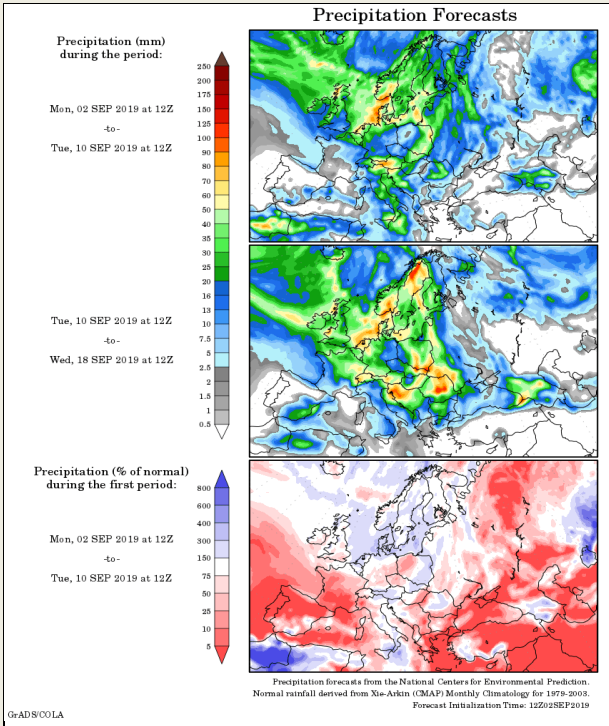 Precipitation Forecasts
Precipitation (mm)
during the period:
Mon, 02 SEP 2019 at 12Z
-to-
Tue, 10 SEP 2019 at 12Z
250
200
175
150
125
100
90
80
70
60
50
40
35
30
25
20
16
13
10
7.5
5
2.5
2
1.5
1
0.5
Tue, 10 SEP 2019 at 12Z
-to-
Wed, 18 SEP 2019 at 12Z
Precipitation (% of normal)
during the first period:
Mon, 02 SEP 2019 at 12Z
-to-
Tue, 10 SEP 2019 at 12Z
800
600
400
300
150
75
50
25
10
5
Precipitation forecasts from the National Centers for Environmental Prediction.
Normal rainfall derived from Xie-Arkin (CMAP) Monthly Climatology for 1979-2003.
Forecast Initialization Time: 12Z02SEP2019
GrADS/COLA